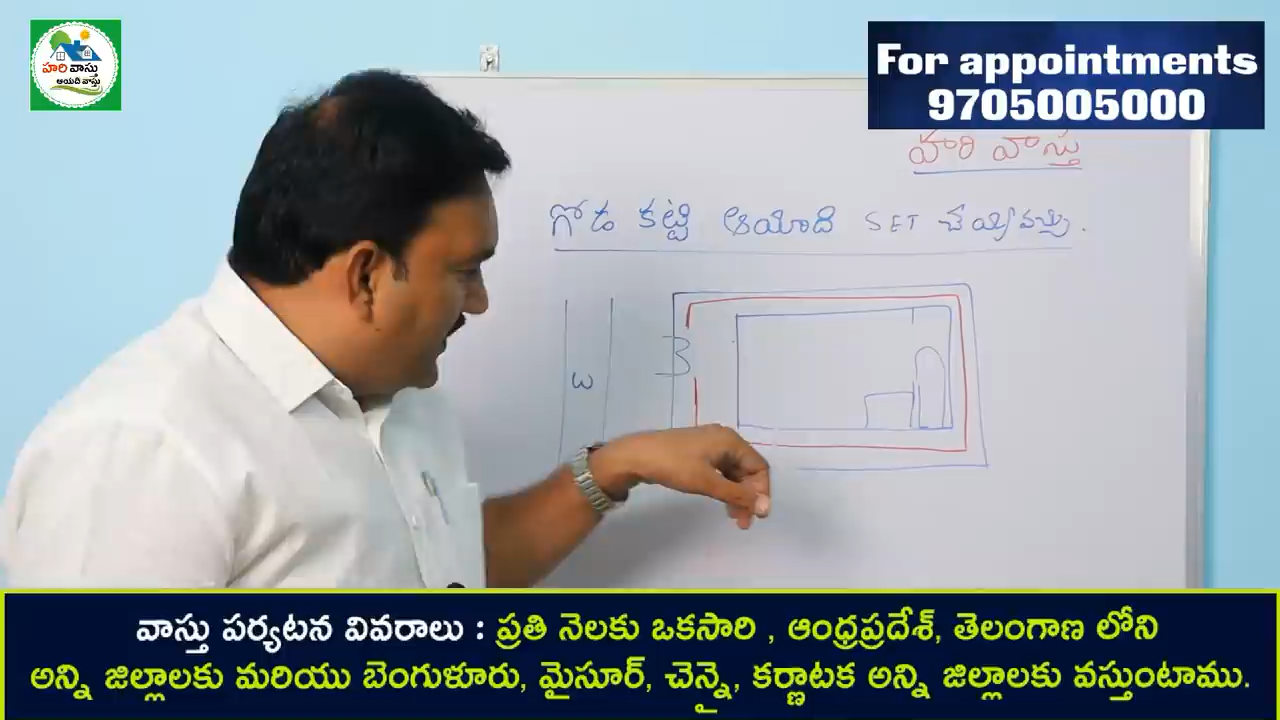 హరి వాస్తు
ఆయాది వాస్తు
For appointments
9705005000
హరి వాస్తు
గోడ కట్టి ఆయాది SET చేయ్యవచ్చు.
W
వాస్తు పర్యటన వివరాలు : ప్రతి నెలకు ఒకసారి , ఆంధ్రప్రదేశ్, తెలంగాణ లోని
అన్ని జిల్లాలకు మరియు బెంగుళూరు, మైసూర్, చెన్నై, కర్ణాటక అన్ని జిల్లాలకు వస్తుంటాము.